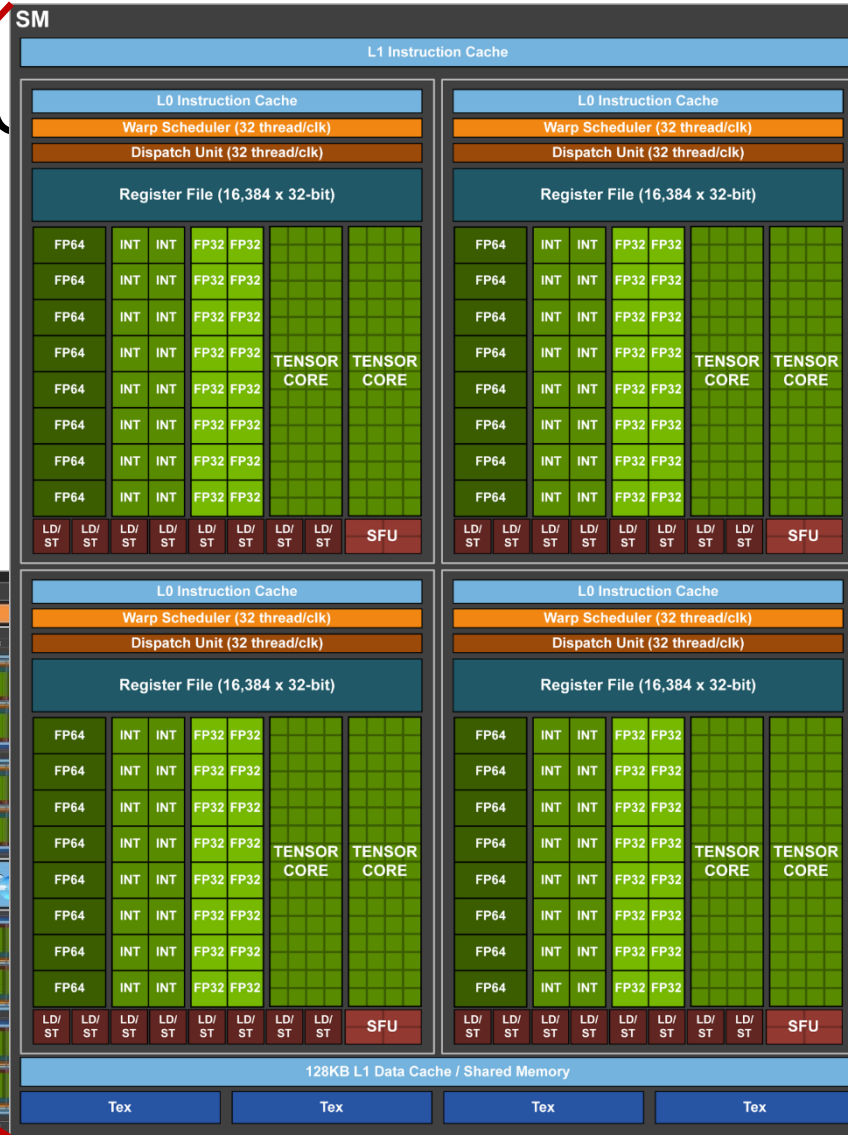 SM
L1 Instruction Cache
L0 Instruction Cache
Warp Scheduler (32 thread/clk)
Dispatch Unit (32 thread/clk)
Register File (16,384 x 32-bit)
FP64 INT INT FP32 FP32
FP64 INT INT FP32 FP32
FP64 INT INT FP32 FP32
FP64 INT INT FP32 FP32
FP64 INT INT FP32 FP32
FP64 INT INT FP32 FP32
FP64 INT INT FP32 FP32
FP64 INT INT FP32 FP32
TENSOR CORE
TENSOR CORE
LD/ST LD/ST LD/ST LD/ST LD/ST LD/ST LD/ST LD/ST SFU
L0 Instruction Cache
Warp Scheduler (32 thread/clk)
Dispatch Unit (32 thread/clk)
Register File (16,384 x 32-bit)
FP64 INT INT FP32 FP32
FP64 INT INT FP32 FP32
FP64 INT INT FP32 FP32
FP64 INT INT FP32 FP32
FP64 INT INT FP32 FP32
FP64 INT INT FP32 FP32
FP64 INT INT FP32 FP32
FP64 INT INT FP32 FP32
TENSOR CORE
TENSOR CORE
LD/ST LD/ST LD/ST LD/ST LD/ST LD/ST LD/ST LD/ST SFU
L0 Instruction Cache
Warp Scheduler (32 thread/clk)
Dispatch Unit (32 thread/clk)
Register File (16,384 x 32-bit)
FP64 INT INT FP32 FP32
FP64 INT INT FP32 FP32
FP64 INT INT FP32 FP32
FP64 INT INT FP32 FP32
FP64 INT INT FP32 FP32
FP64 INT INT FP32 FP32
FP64 INT INT FP32 FP32
FP64 INT INT FP32 FP32
TENSOR CORE
TENSOR CORE
LD/ST LD/ST LD/ST LD/ST LD/ST LD/ST LD/ST LD/ST SFU
L0 Instruction Cache
Warp Scheduler (32 thread/clk)
Dispatch Unit (32 thread/clk)
Register File (16,384 x 32-bit)
FP64 INT INT FP32 FP32
FP64 INT INT FP32 FP32
FP64 INT INT FP32 FP32
FP64 INT INT FP32 FP32
FP64 INT INT FP32 FP32
FP64 INT INT FP32 FP32
FP64 INT INT FP32 FP32
FP64 INT INT FP32 FP32
TENSOR CORE
TENSOR CORE
LD/ST LD/ST LD/ST LD/ST LD/ST LD/ST LD/ST LD/ST SFU
128KB L1 Data Cache / Shared Memory
Tex Tex Tex Tex